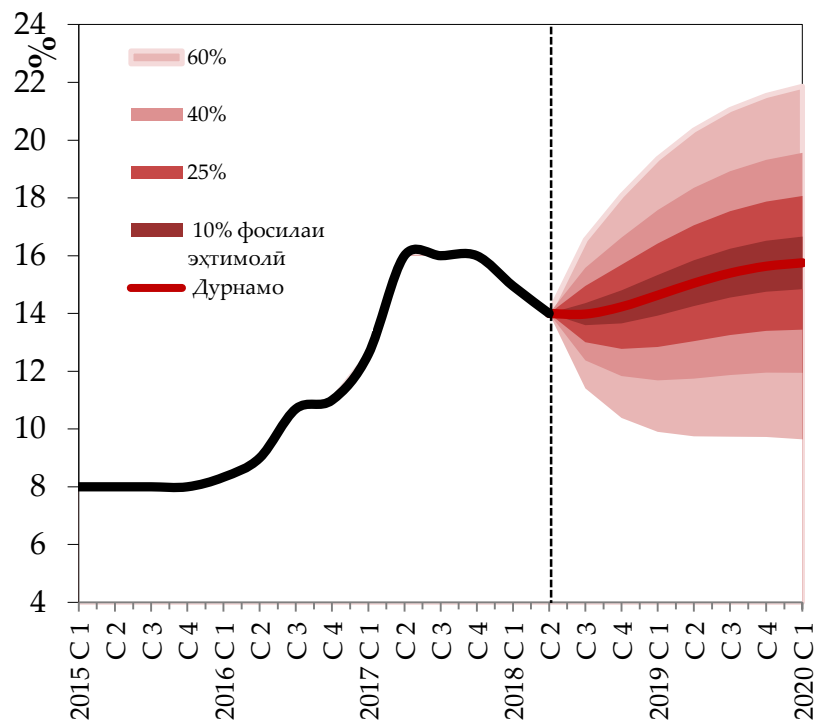 24
%
22
20
18
16
14
12
10
8
6
4
60%
40%
25%
10% фосилаи
эҳтимолӣ
Дурнамо
2015 С 1
С 2
С 3
С 4
2016 С 1
С 2
С 3
С 4
2017 С 1
С 2
С 3
С 4
2018 С 1
С 2
С 3
С 4
2019 С 1
С 2
С 3
С 4
2020 С 1